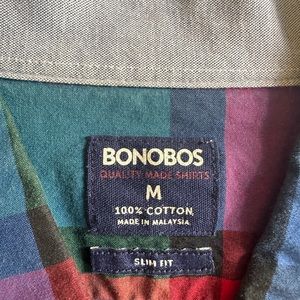 BONOBOS
QUALITY MADE SHIRTS
M
100% COTTON
MADE IN MALAYSIA
SLIM FIT